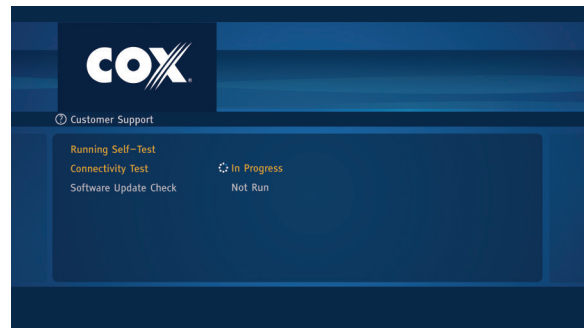 COX
? Customer Support
Running Self-Test
Connectivity Test In Progress
Software Update Check Not Run